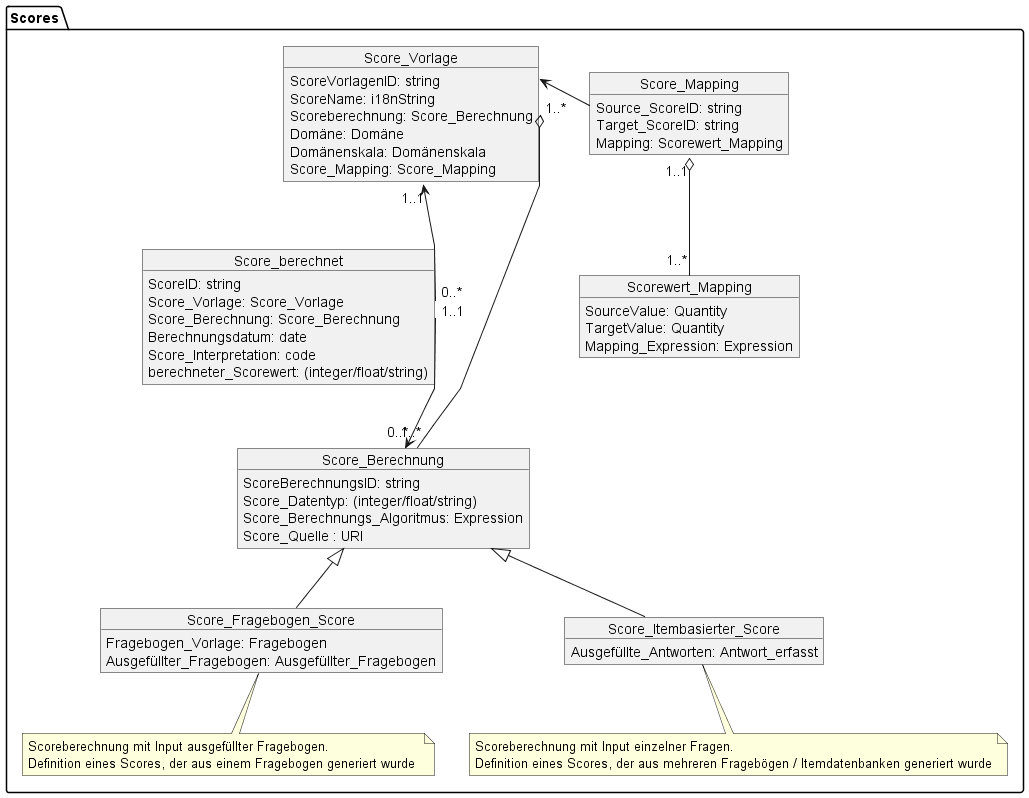 Scores
Score_Vorlage
ScoreVorlagenID: string
ScoreName: i18nString
Scoreberechnung: Score_Berechnung
Domäne: Domäne
Domänenskala: Domänenskala
Score_Mapping: Score_Mapping
Score_Mapping
Source_ScoreID: string
Target_ScoreID: string
Mapping: Scorewert_Mapping
1..*
1..1
1..1
Score_berechnet
ScoreID: string
Score_Vorlage: Score_Vorlage
Score_Berechnung: Score_Berechnung
Berechnungsdatum: date
Score_Interpretation: code
berechneter_Scorewert: (integer/float/string)
0..*
1..1
1..*
Scorewert_Mapping
SourceValue: Quantity
TargetValue: Quantity
Mapping_Expression: Expression
Score_Berechnung
ScoreBerechnungsID: string
Score_Datentyp: (integer/float/string)
Score_Berechnungs_Algoritmus: Expression
Score_Quelle : URI
Score_Fragebogen_Score
Fragebogen_Vorlage: Fragebogen
Ausgefüllter_Fragebogen: Ausgefüllter_Fragebogen
Score_Itembasierter_Score
Ausgefüllte_Antworten: Antwort_erfasst
Scoreberechnung mit Input ausgefüllter Fragebogen.
Definition eines Scores, der aus einem Fragebogen generiert wurde
Scoreberechnung mit Input einzelner Fragen.
Definition eines Scores, der aus mehreren Fragebögen / Itemdatenbanken generiert wurde